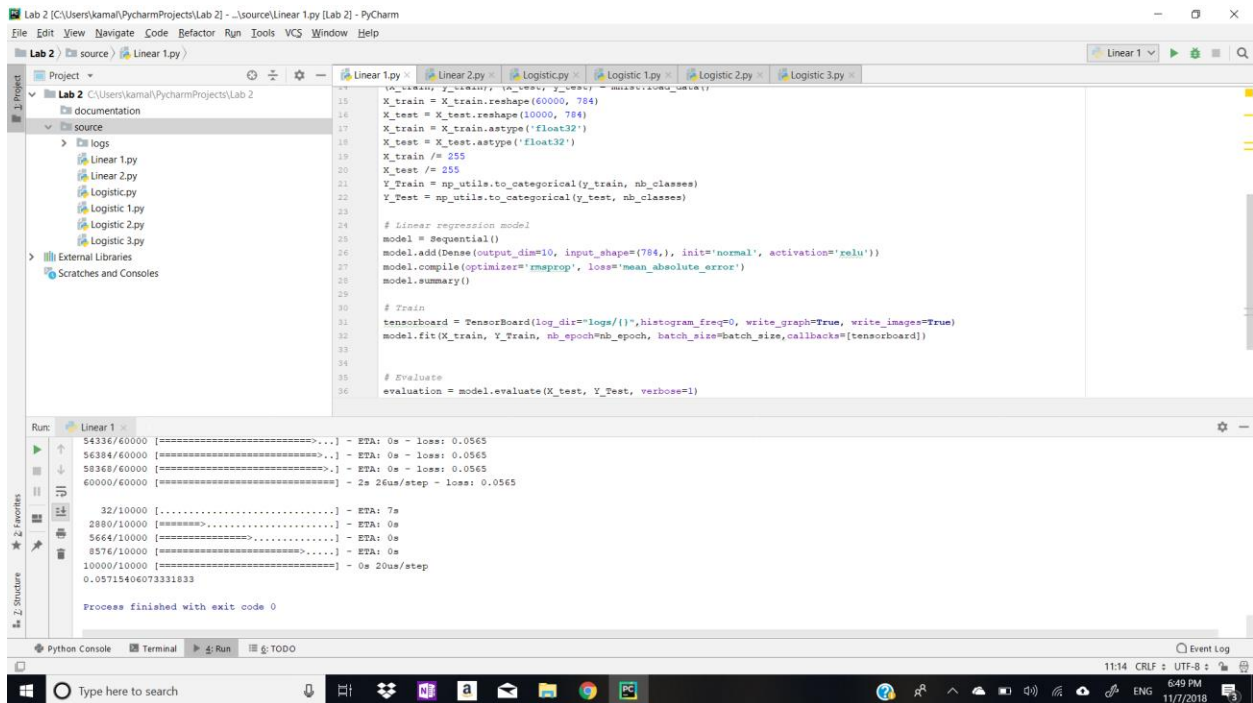 Lab 2 [C:\Users\kamal\PycharmProjects\Lab 2] - ...\source\Linear 1.py [Lab 2] - PyCharm
File Edit View Navigate Code Refactor Run Tools VCS Window Help
Lab 2 source Linear 1.py Linear 1
1: Project
Project Linear 1.py Linear 2.py Logistic.py Logistic 1.py Logistic 2.py Logistic 3.py
Lab 2 C:\Users\kamal\PycharmProjects\Lab 2
documentation
source
logs
Linear 1.py
Linear 2.py
Logistic.py
Logistic 1.py
Logistic 2.py
Logistic 3.py
External Libraries
Scratches and Consoles
14 (X_train, y_train), (X_test, y_test) = mnist.load_data()
15 X_train = X_train.reshape(60000, 784)
16 X_test = X_test.reshape(10000, 784)
17 X_train = X_train.astype('float32')
18 X_test = X_test.astype('float32')
19 X_train /= 255
20 X_test /= 255
21 Y_Train = np_utils.to_categorical(y_train, nb_classes)
22 Y_Test = np_utils.to_categorical(y_test, nb_classes)
23
24 # Linear regression model
25 model = Sequential()
26 model.add(Dense(output_dim=10, input_shape=(784,), init='normal', activation='relu'))
27 model.compile(optimizer='rmsprop', loss='mean_absolute_error')
28 model.summary()
29
30 # Train
31 tensorboard = TensorBoard(log_dir="logs/{}",histogram_freq=0, write_graph=True, write_images=True)
32 model.fit(X_train, Y_Train, nb_epoch=nb_epoch, batch_size=batch_size,callbacks=[tensorboard])
33
34
35 # Evaluate
36 evaluation = model.evaluate(X_test, Y_Test, verbose=1)
Run: Linear 1
54336/60000 [===========================>...] - ETA: 0s - loss: 0.0565
56384/60000 [============================>..] - ETA: 0s - loss: 0.0565
58368/60000 [=============================>.] - ETA: 0s - loss: 0.0565
60000/60000 [==============================] - 2s 26us/step - loss: 0.0565
32/10000 [..............................] - ETA: 7s
2880/10000 [=======>......................] - ETA: 0s
5664/10000 [===============>..............] - ETA: 0s
8576/10000 [========================>.....] - ETA: 0s
10000/10000 [==============================] - 0s 20us/step
0.05715406073331833
Process finished with exit code 0
2: Favorites
7: Structure
Python Console Terminal 4: Run 6: TODO Event Log
11:14 CRLF UTF-8
Type here to search ENG 6:49 PM
11/7/2018